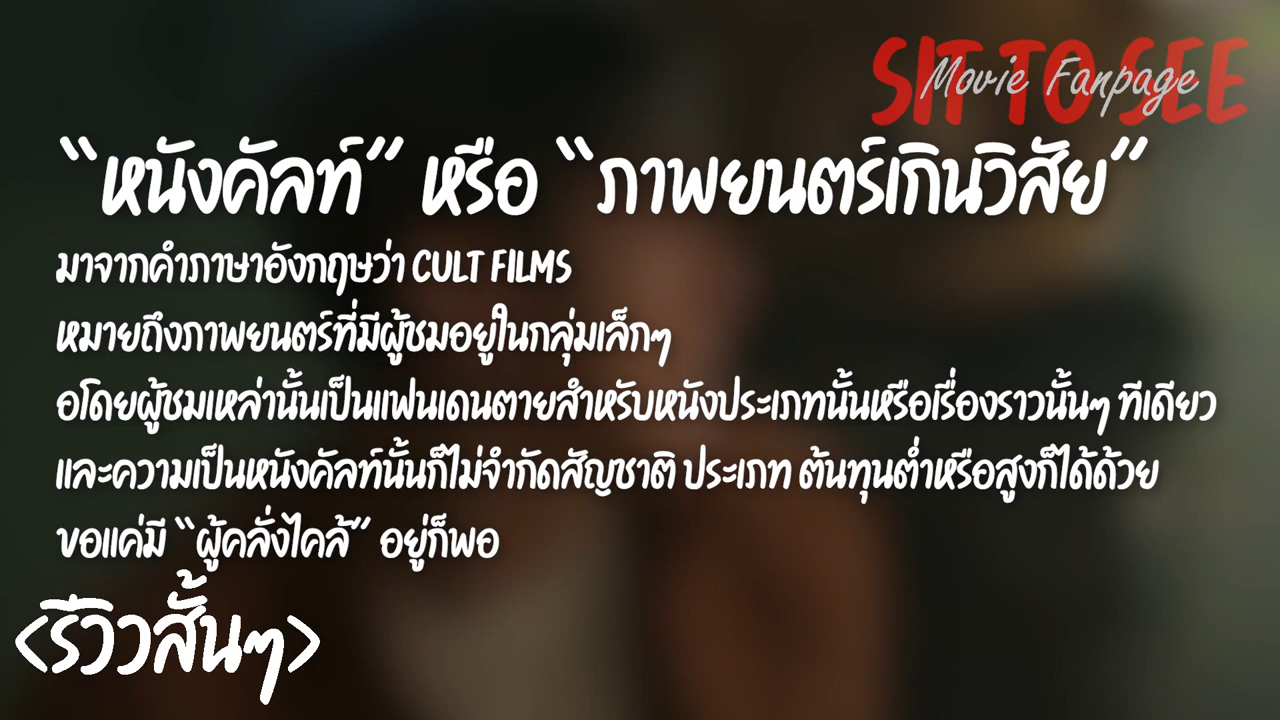 SIT TO SEE
Movie Fanpage
“หนังคัลท์” หรือ “ภาพยนตร์เกินวิสัย”
มาจากคำภาษาอังกฤษว่า CULT FILMS
หมายถึงภาพยนตร์ที่มีผู้ชมอยู่ในกลุ่มเล็กๆ
อโดยผู้ชมเหล่านั้นเป็นแฟนเดนตายสำหรับหนังประเภทนั้นหรือเรื่องราวนั้นๆ ทีเดียว
และความเป็นหนังคัลท์นั้นก็ไม่จำกัดสัญชาติ ประเภท ต้นทุนต่ำหรือสูงก็ได้ด้วย
ขอแค่มี “ผู้คลั่งไคล้” อยู่ก็พอ
<รีวิวสั้นๆ>